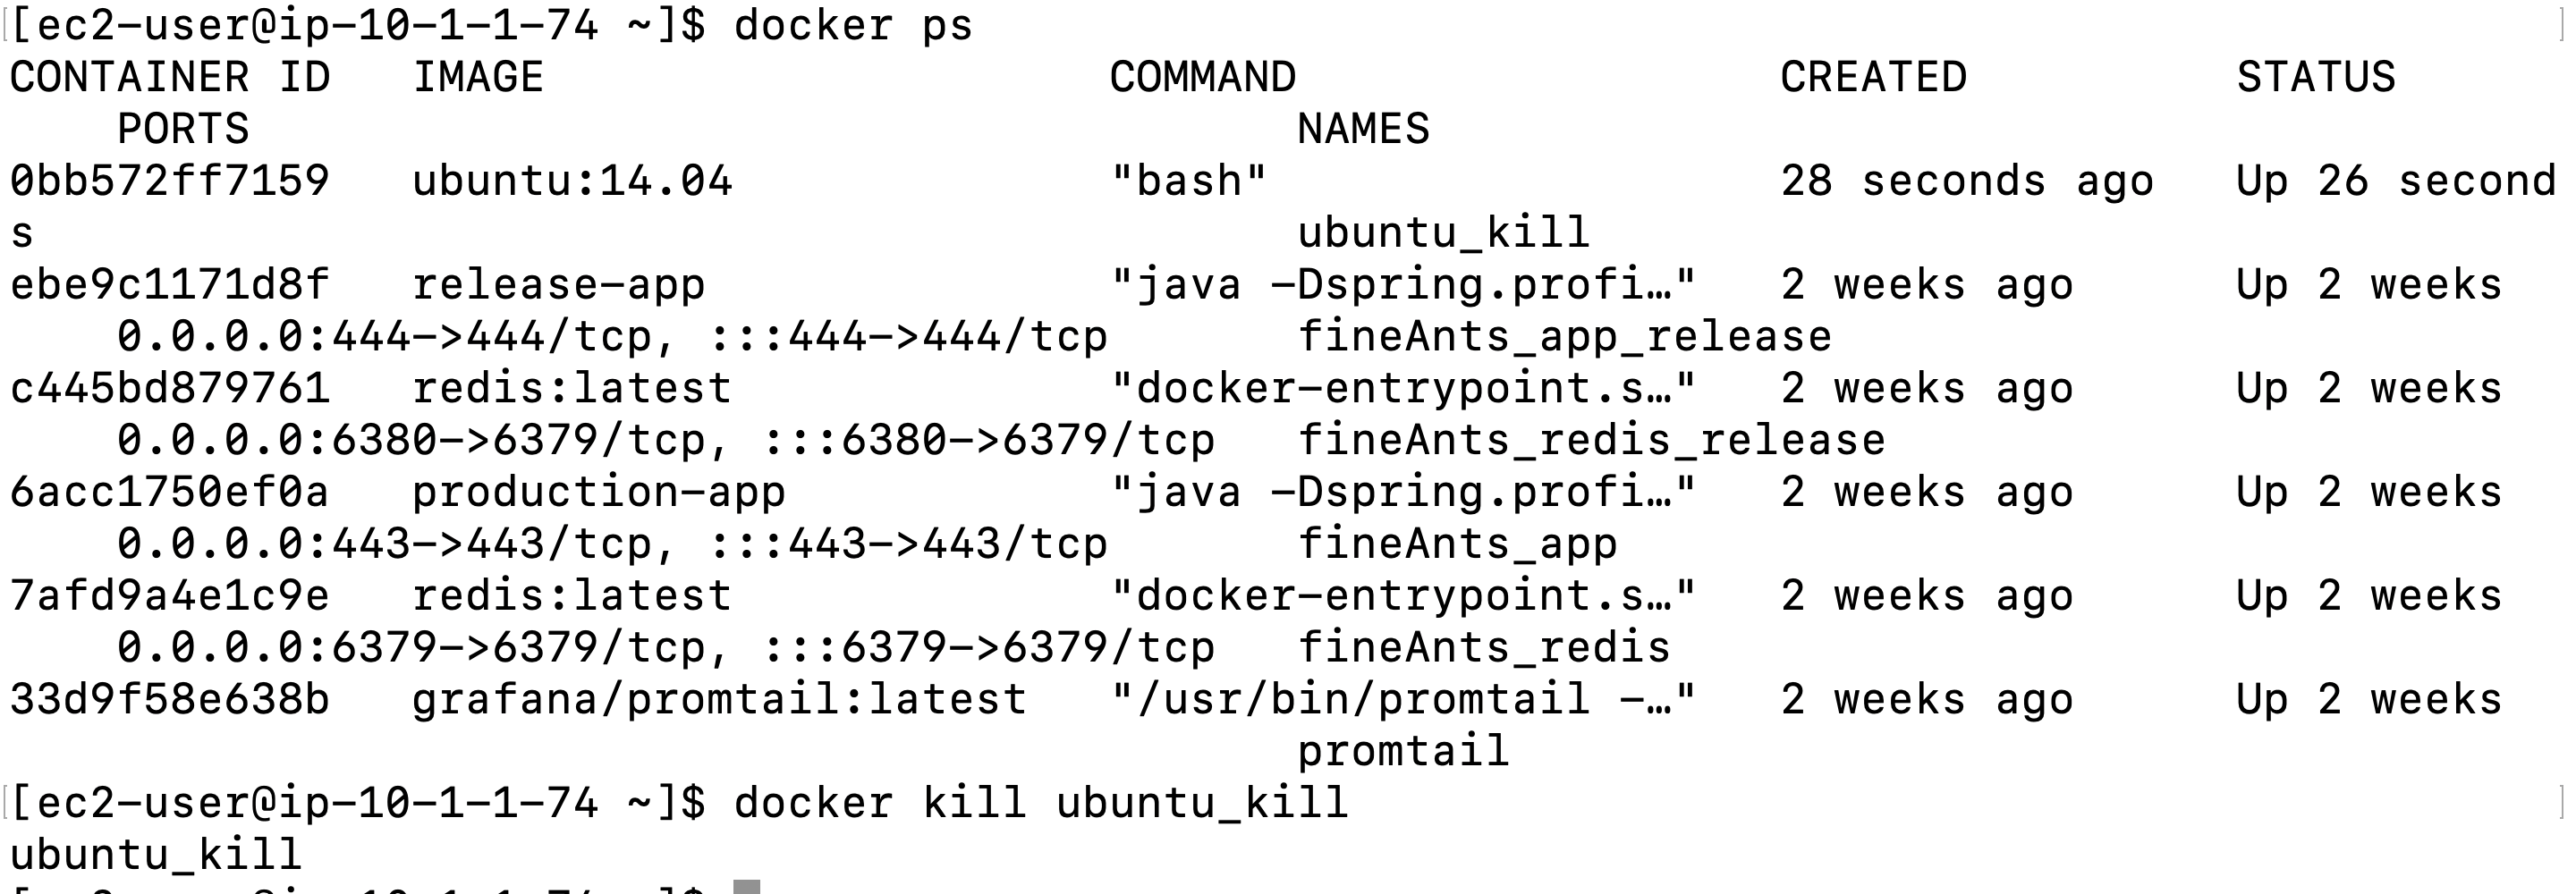 [ec2-user@ip-10-1-1-74 ~]$ docker ps
CONTAINER ID   IMAGE                     COMMAND                  CREATED          STATUS
    PORTS                                       NAMES
0bb572ff7159   ubuntu:14.04              "bash"                   28 seconds ago   Up 26 second
s                                               ubuntu_kill
ebe9c1171d8f   release-app               "java -Dspring.profi…"   2 weeks ago      Up 2 weeks
    0.0.0.0:444->444/tcp, :::444->444/tcp       fineAnts_app_release
c445bd879761   redis:latest              "docker-entrypoint.s…"   2 weeks ago      Up 2 weeks
    0.0.0.0:6380->6379/tcp, :::6380->6379/tcp   fineAnts_redis_release
6acc1750ef0a   production-app            "java -Dspring.profi…"   2 weeks ago      Up 2 weeks
    0.0.0.0:443->443/tcp, :::443->443/tcp       fineAnts_app
7afd9a4e1c9e   redis:latest              "docker-entrypoint.s…"   2 weeks ago      Up 2 weeks
    0.0.0.0:6379->6379/tcp, :::6379->6379/tcp   fineAnts_redis
33d9f58e638b   grafana/promtail:latest   "/usr/bin/promtail -…"   2 weeks ago      Up 2 weeks
                                                promtail
[ec2-user@ip-10-1-1-74 ~]$ docker kill ubuntu_kill
ubuntu_kill
[ec2-user@ip-10-1-1-74 ~]$